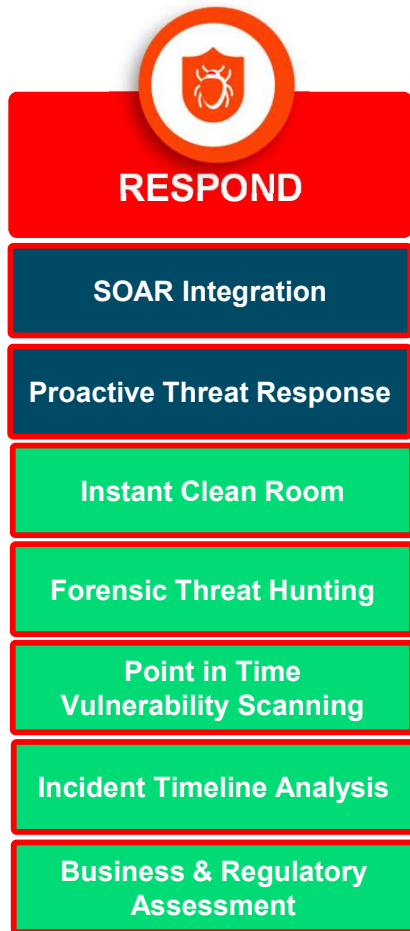 RESPOND
SOAR Integration
Proactive Threat Response
Instant Clean Room
Forensic Threat Hunting
Point in Time
Vulnerability Scanning
Incident Timeline Analysis
Business & Regulatory
Assessment